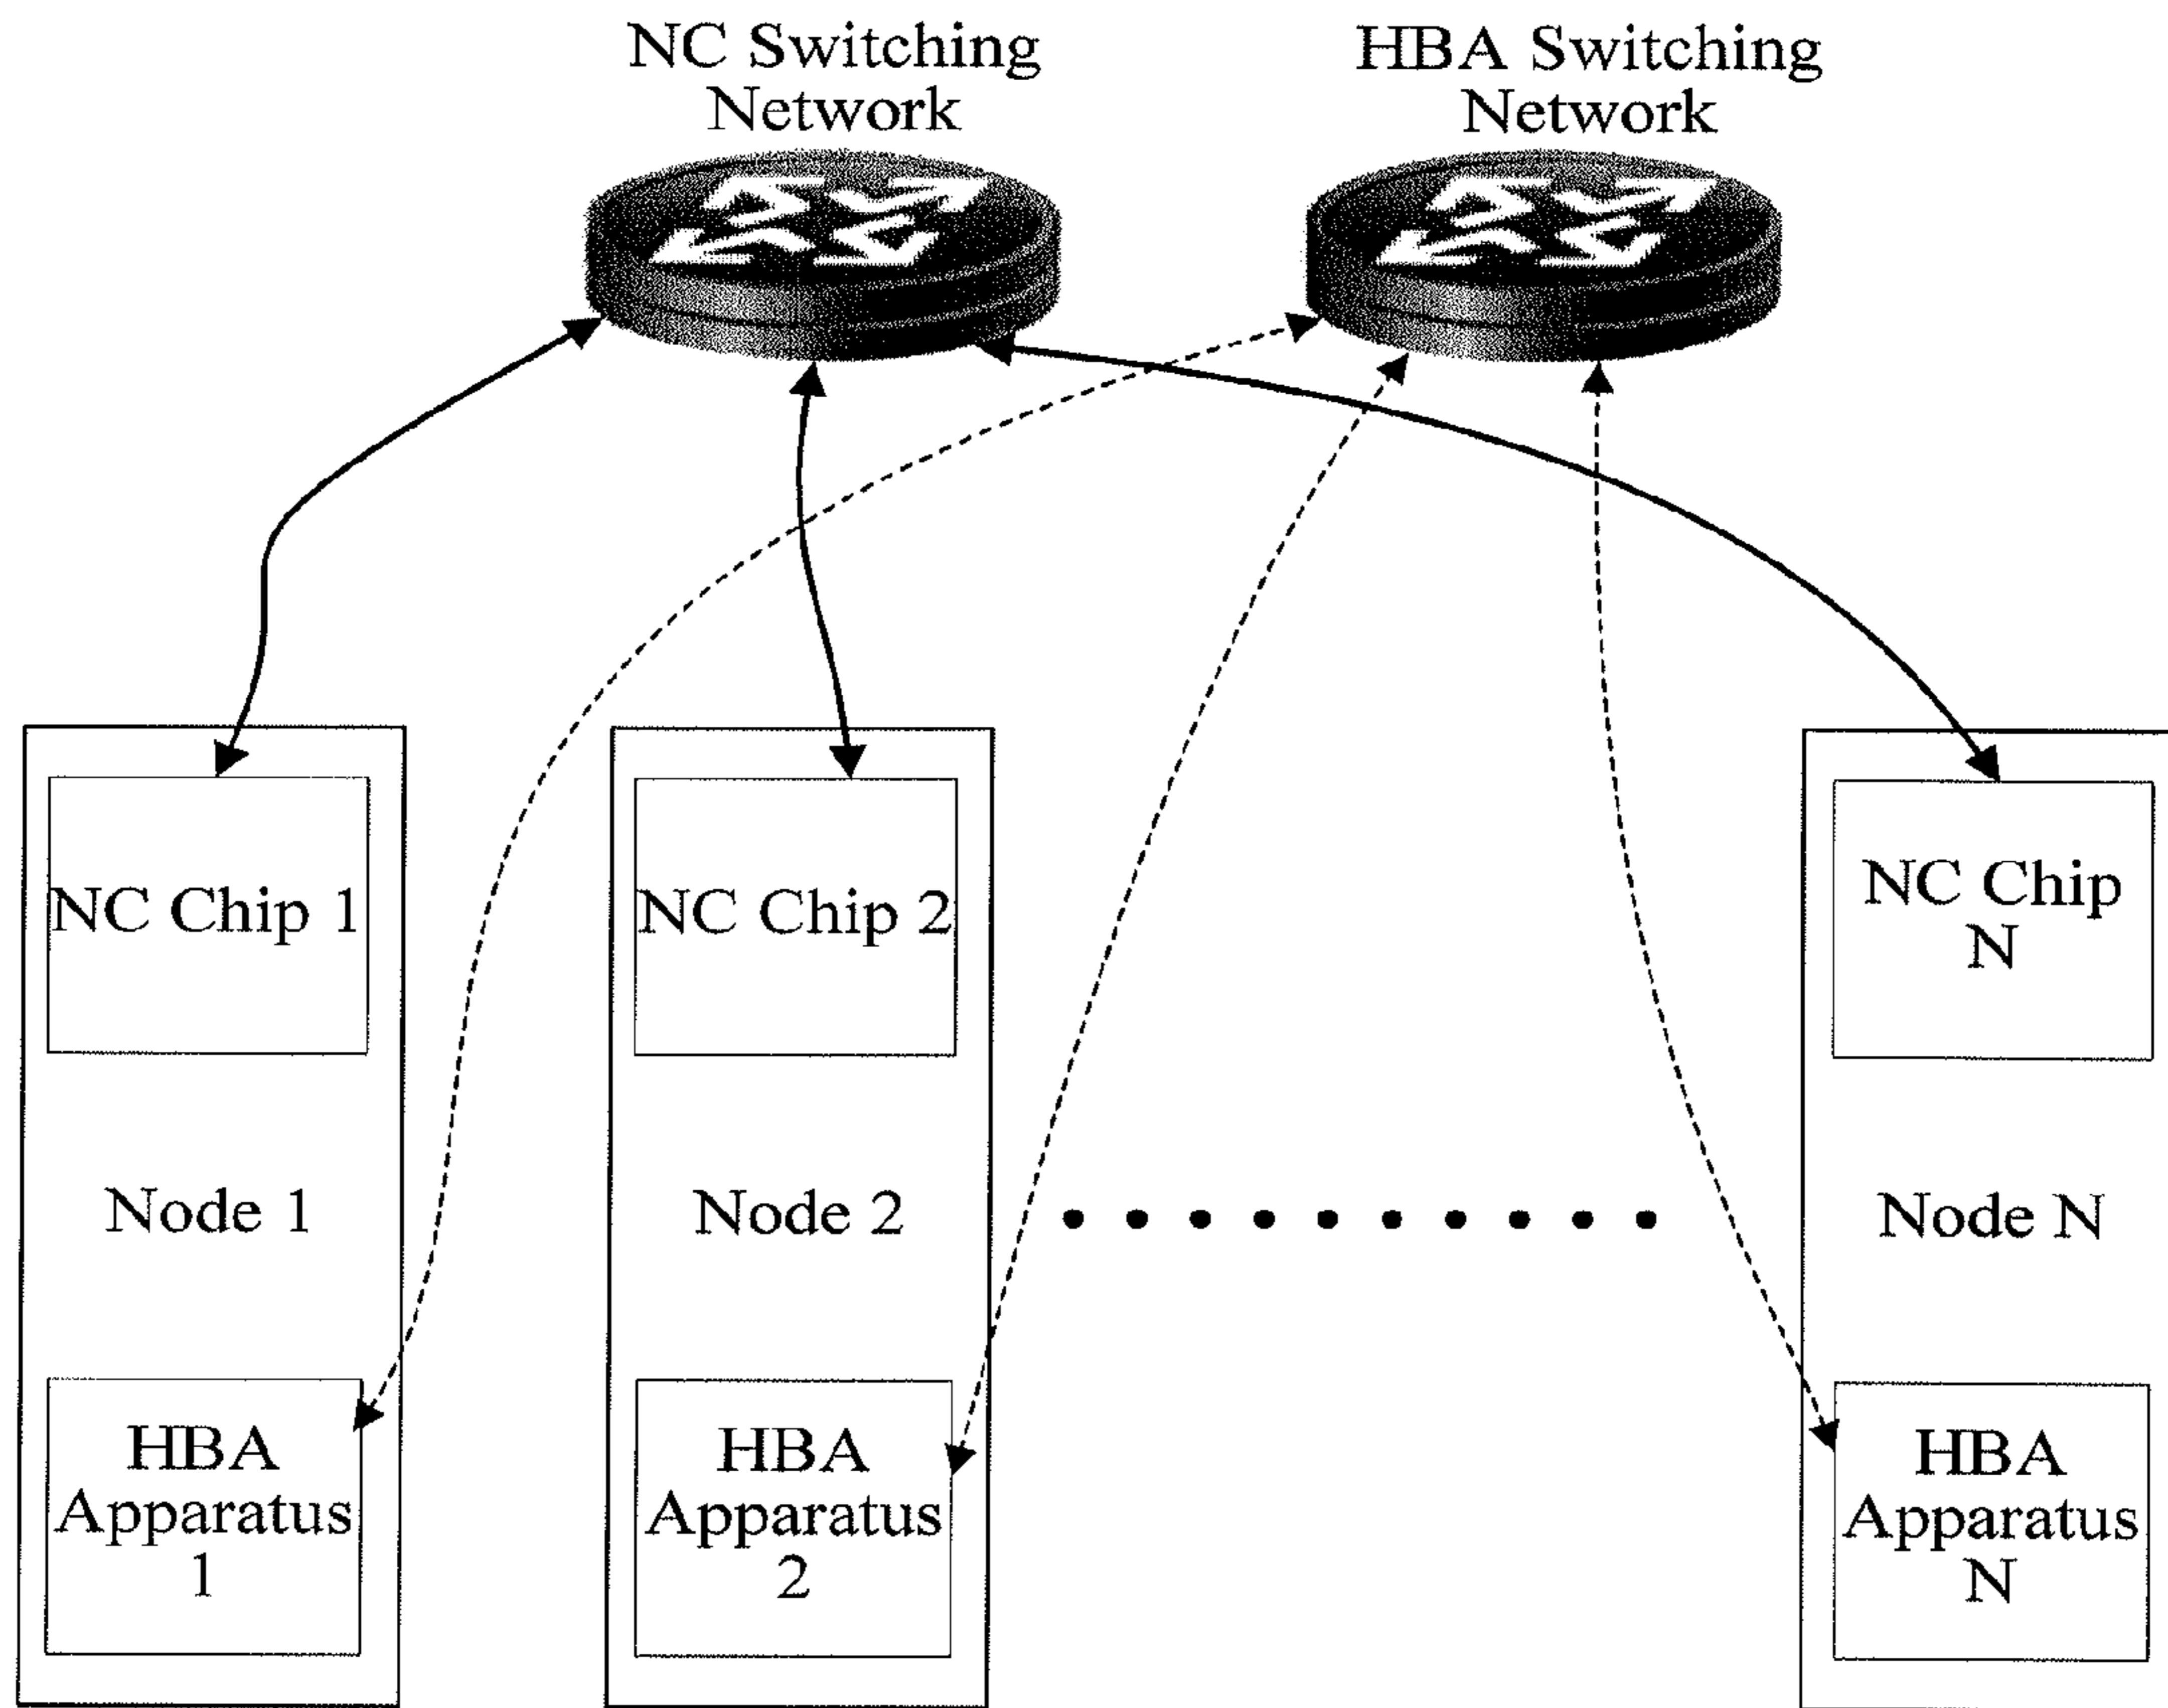 NC Switching
Network
HBA Switching
Network
NC Chip 1
NC Chip 2
NC Chip
N
Node 1
Node 2
Node N
HBA
Apparatus
1
HBA
Apparatus
2
HBA
Apparatus
N